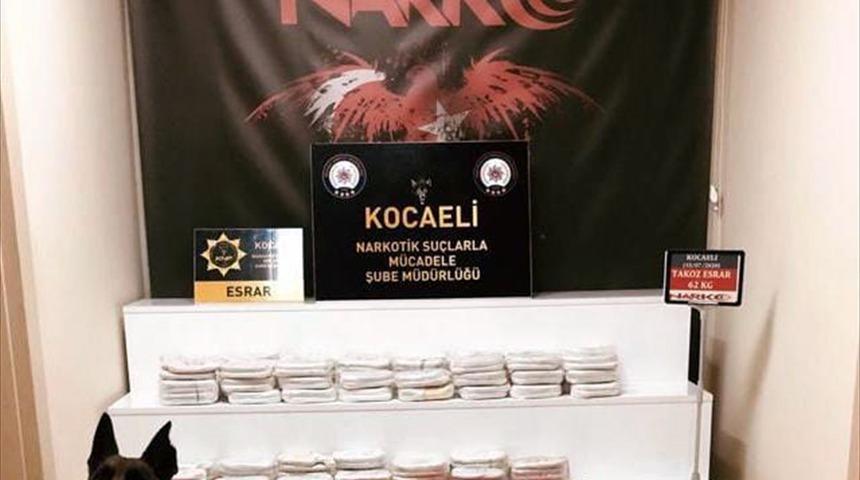 NARKO
KOCAELİ
NARKOTİK SUÇLARLA
MÜCADELE
ŞUBE MÜDÜRLÜĞÜ
ESRAR
KOCAELİ
TAKOZ ESRAR
62 KG
NARKO